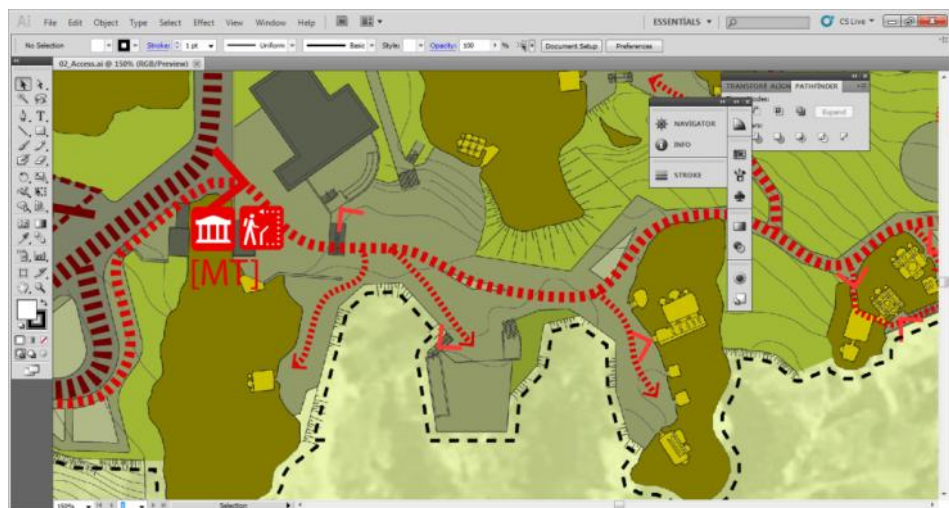 Ai File Edit Object Type Select Effect View Window Help ESSENTIALS CS Live
No Selection Stroke: 1 pt Uniform Basic Style: Opacity: 100 % Document Setup Preferences
02_Access.ai @ 150% (RGB/Preview)
TRANSFORM ALIGN PATHFINDER
Expand
NAVIGATOR
INFO
STROKE
[MT]
150% Selection